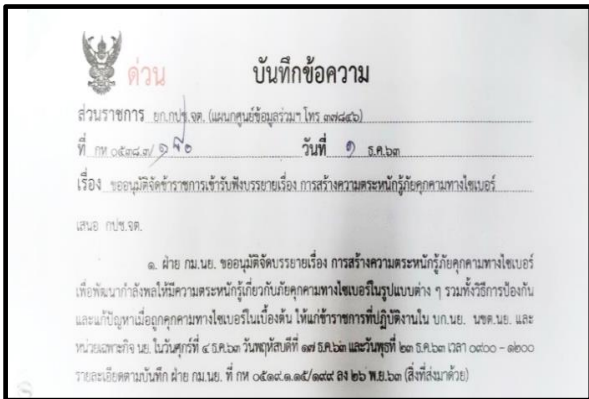 ด่วน บันทึกข้อความ
ส่วนราชการ ยก.กปช.จต. (แผนกศูนย์ข้อมูลร่วมฯ โทร ๓๗๘๔๖)
ที่ กห ๐๕๓๘.๓/ วันที่ ๑ ธ.ค.๖๓
เรื่อง ขออนุมัติจัดข้าราชการเข้ารับฟังบรรยายเรื่อง การสร้างความตระหนักรู้ภัยคุกคามทางไซเบอร์
เสนอ กปช.จต.
๑. ฝ่าย กม.นย. ขออนุมัติจัดบรรยายเรื่อง การสร้างความตระหนักรู้ภัยคุกคามทางไซเบอร์
เพื่อพัฒนากำลังพลให้มีความตระหนักรู้เกี่ยวกับภัยคุกคามทางไซเบอร์ในรูปแบบต่าง ๆ รวมทั้งวิธีการป้องกัน
และแก้ปัญหาเมื่อถูกคุกคามทางไซเบอร์ในเบื้องต้น ให้แก่ข้าราชการที่ปฏิบัติงานใน บก.นย. นขต.นย. และ
หน่วยเฉพาะกิจ นย. ในวันศุกร์ที่ ๔ ธ.ค.๖๓ วันพฤหัสบดีที่ ๑๗ ธ.ค.๖๓ และวันพุธที่ ๒๓ ธ.ค.๖๓ เวลา ๐๙๐๐ - ๑๒๐๐
รายละเอียดตามบันทึก ฝ่าย กม.นย. ที่ กห ๐๕๑๙.๑.๑๕/๑๙๙ ลง ๒๖ พ.ย.๖๓ (สิ่งที่ส่งมาด้วย)